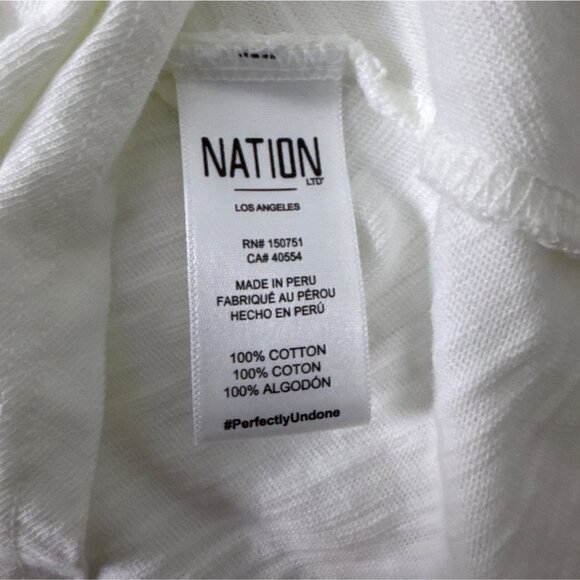 NATION
LTD
LOS ANGELES
RN# 150751
CA# 40554
MADE IN PERU
FABRIQUÉ AU PÉROU
HECHO EN PERÚ
100% COTTON
100% COTON
100% ALGODÓN
#PerfectlyUndone